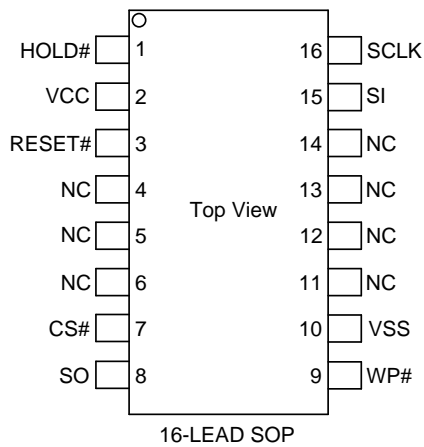 HOLD# 1 16 SCLK
VCC 2 15 SI
RESET# 3 14 NC
NC 4 13 NC
Top View
NC 5 12 NC
NC 6 11 NC
CS# 7 10 VSS
SO 8 9 WP#
16-LEAD SOP